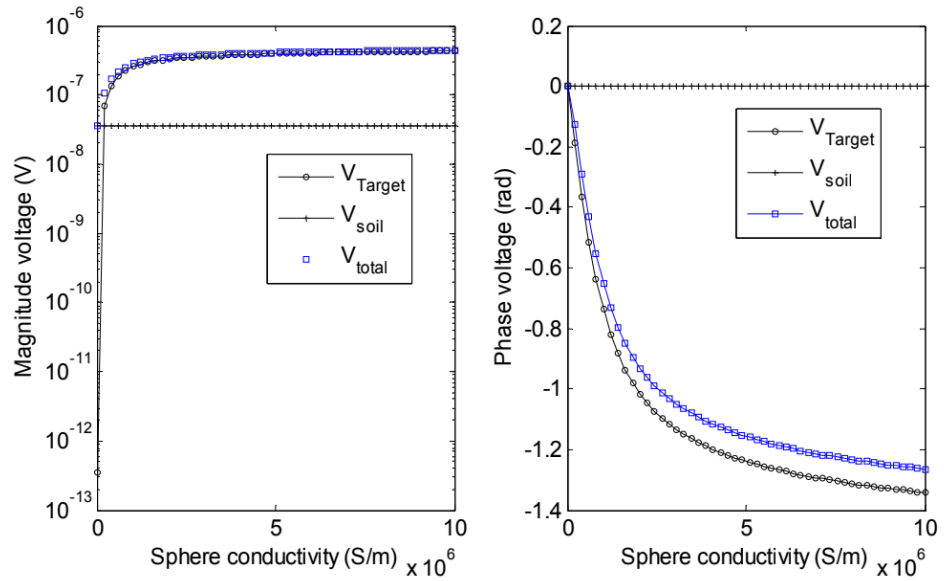 Magnitude voltage (V)
10^-6
10^-7
10^-8
10^-9
10^-10
10^-11
10^-12
10^-13
V_Target
V_soil
V_total
0 5 10
Sphere conductivity (S/m) x 10^6
Phase voltage (rad)
0.2
0
-0.2
-0.4
-0.6
-0.8
-1
-1.2
-1.4
V_Target
V_soil
V_total
0 5 10
Sphere conductivity (S/m) x 10^6